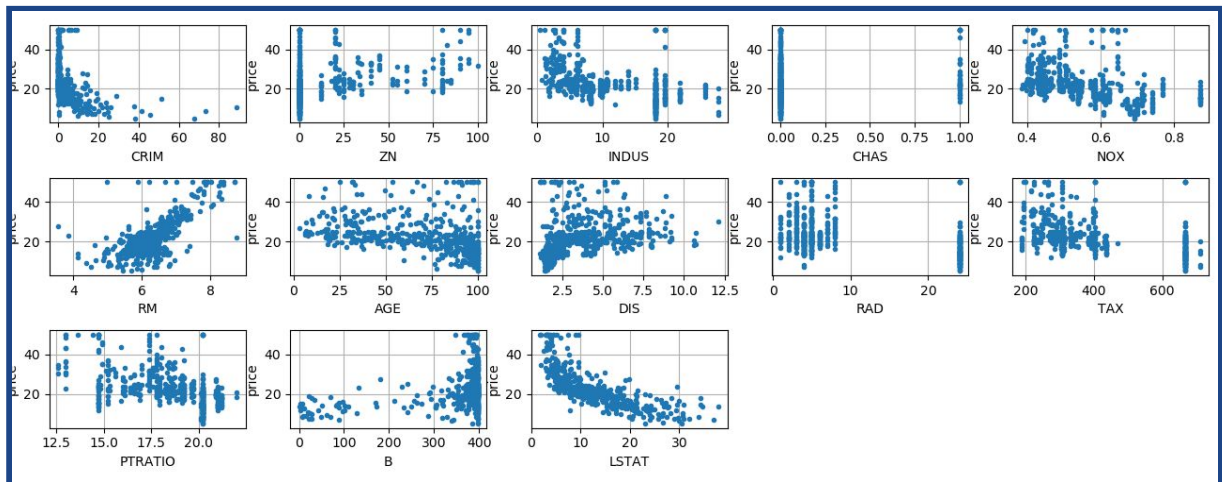 price
40
20
0 20 40 60 80
CRIM
price
40
20
0 25 50 75 100
ZN
price
40
20
0 10 20
INDUS
price
40
20
0.00 0.25 0.50 0.75 1.00
CHAS
price
40
20
0.4 0.6 0.8
NOX
price
40
20
4 6 8
RM
price
40
20
0 25 50 75 100
AGE
price
40
20
2.5 5.0 7.5 10.0 12.5
DIS
price
40
20
0 20
RAD
price
40
20
200 400 600
TAX
price
40
20
12.5 15.0 17.5 20.0
PTRATIO
price
40
20
0 100 200 300 400
B
price
40
20
0 10 20 30
LSTAT